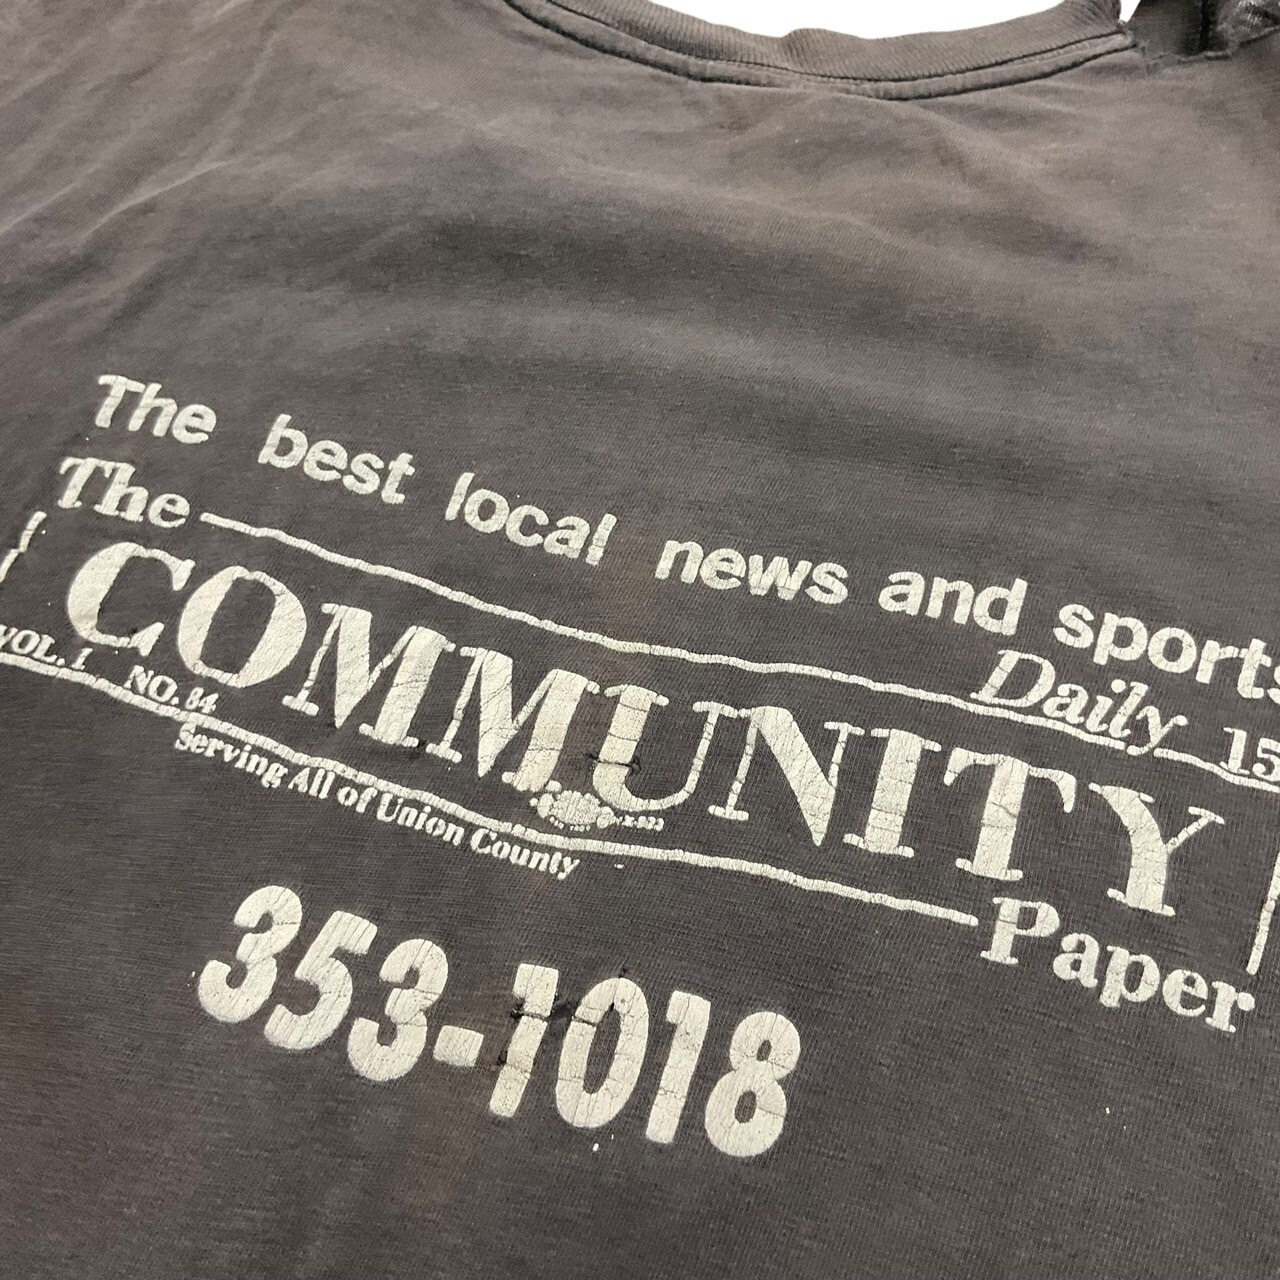 The best local news and sports
The
Daily 15
COMMUNITY
VOL. 1 NO. 84
Paper
Serving All of Union County
353-1018